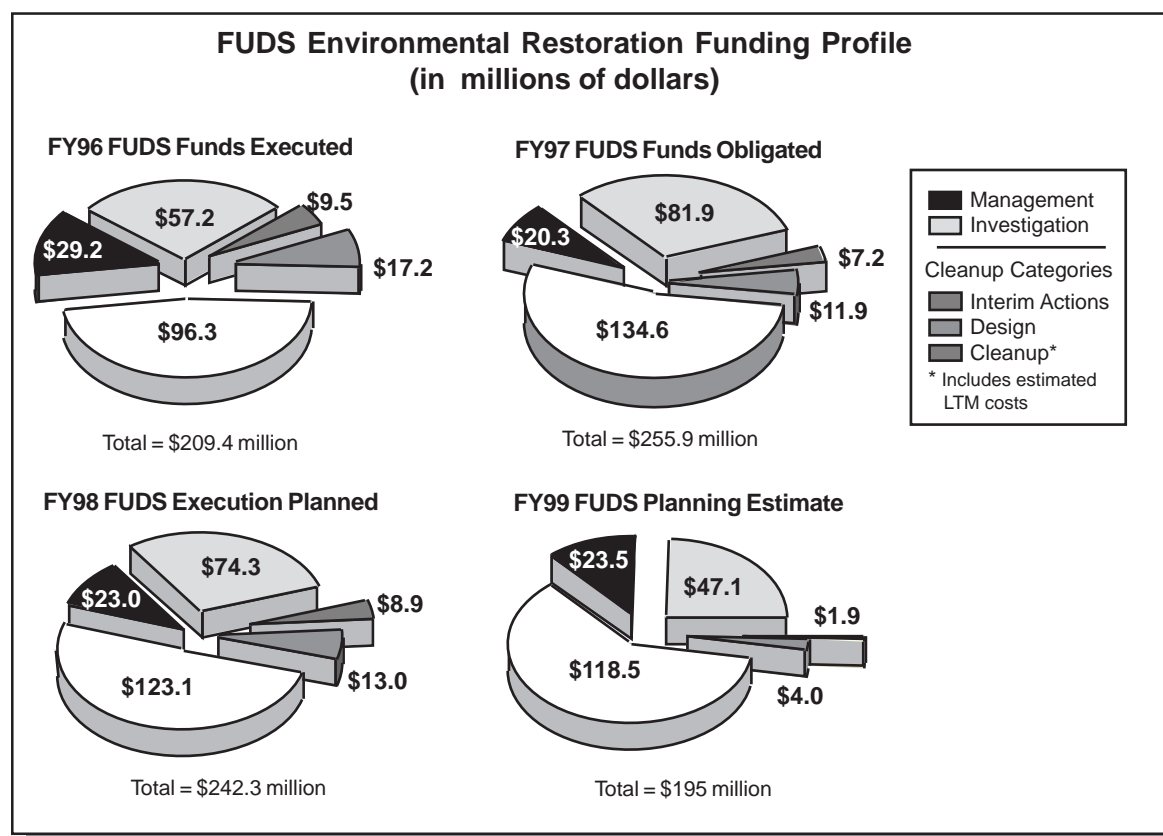 FUDS Environmental Restoration Funding Profile
(in millions of dollars)
FY96 FUDS Funds Executed
$57.2
$9.5
$29.2
$17.2
$96.3
Total = $209.4 million
FY97 FUDS Funds Obligated
$81.9
$20.3
$7.2
$11.9
$134.6
Total = $255.9 million
Management
Investigation
Cleanup Categories
Interim Actions
Design
Cleanup*
* Includes estimated
LTM costs
FY98 FUDS Execution Planned
$74.3
$23.0
$8.9
$13.0
$123.1
Total = $242.3 million
FY99 FUDS Planning Estimate
$23.5
$47.1
$1.9
$118.5
$4.0
Total = $195 million